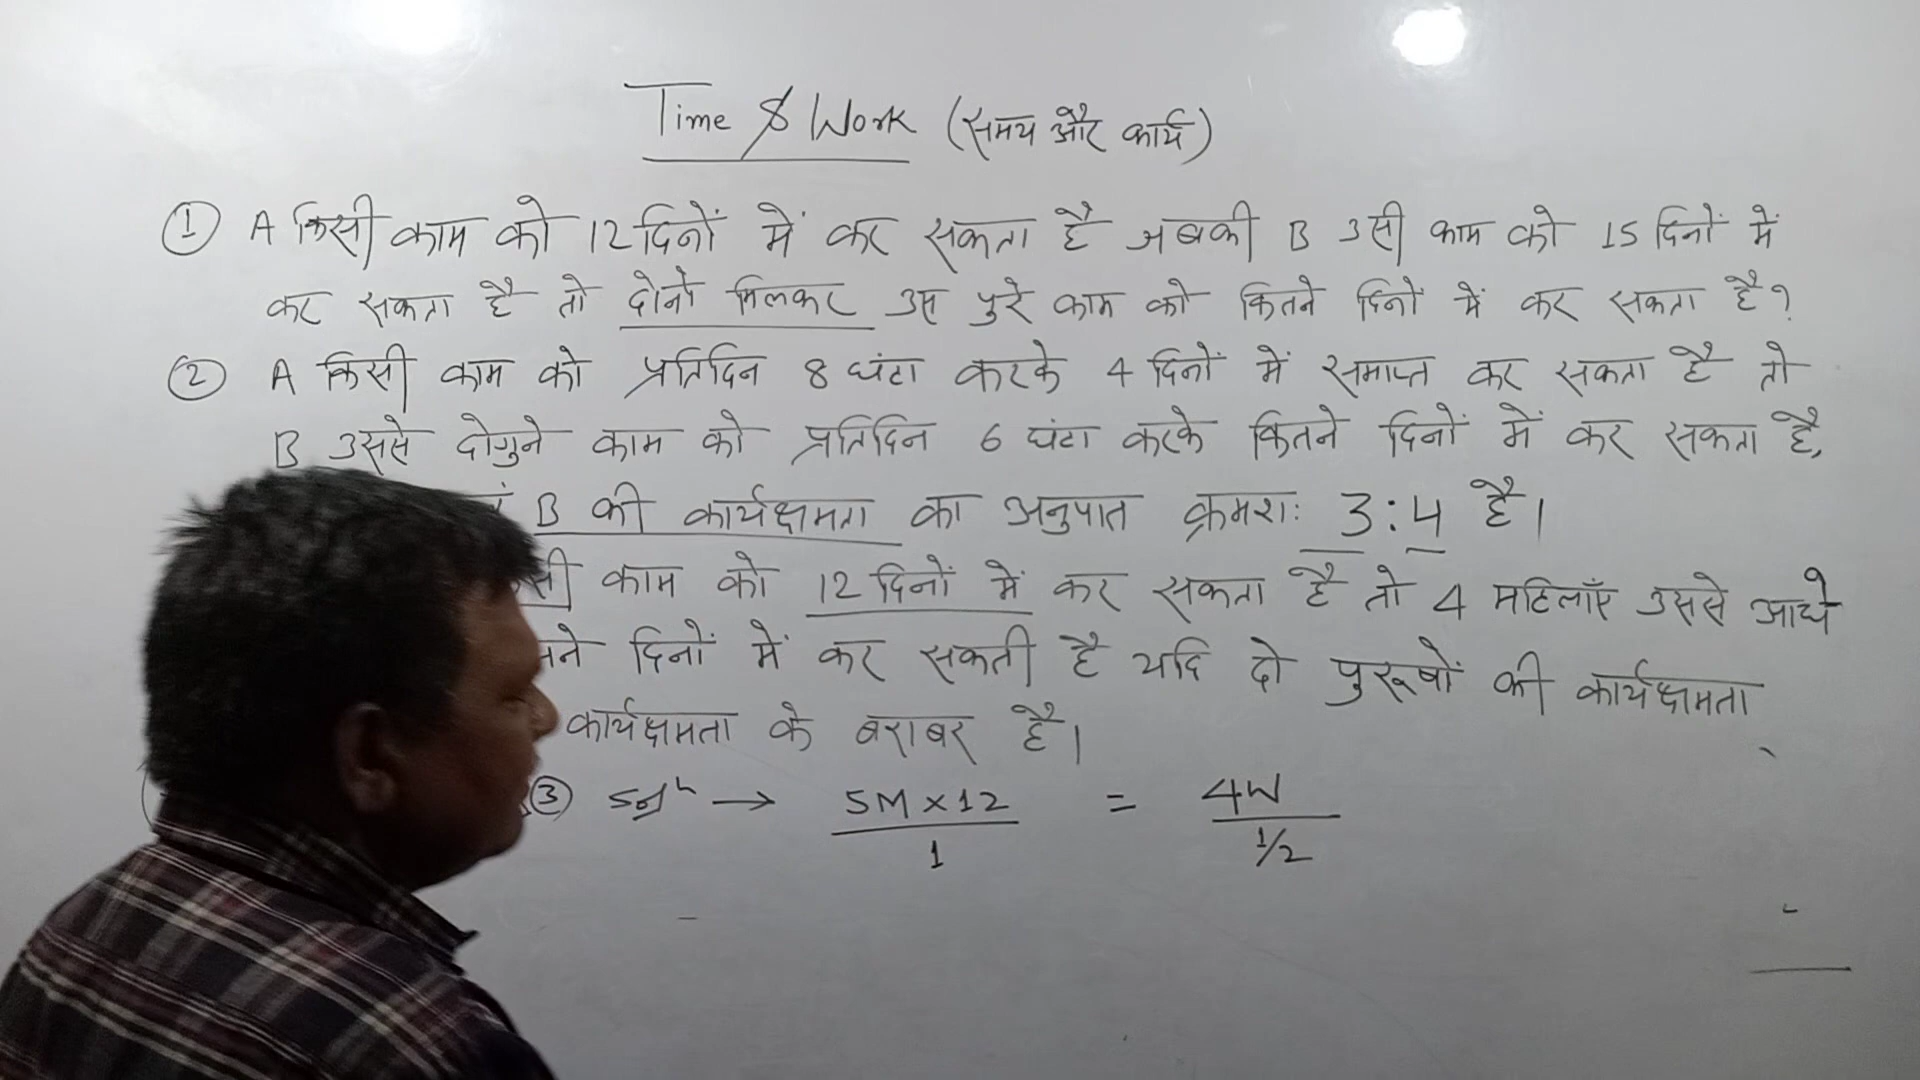 Time & Work (समय और कार्य)
① A किसी काम को 12 दिनों में कर सकता है जबकी B उसी काम को 15 दिनों में
कर सकता है तो दोनों मिलकर उस पुरे काम को कितने दिनों में कर सकता है?
② A किसी काम को प्रतिदिन 8 घंटा करके 4 दिनों में समाप्त कर सकता है तो
B उससे दोगुने काम को प्रतिदिन 6 घंटा करके कितने दिनों में कर सकता है,
B की कार्यक्षमता का अनुपात क्रमशः 3:4 है।
काम को 12 दिनों में कर सकता है तो 4 महिलाएँ उससे आधे
दिनों में कर सकती है यदि दो पुरूषों की कार्यक्षमता
कार्यक्षमता के बराबर है।
③ Solⁿ → 5M×12/1 = 4W/½